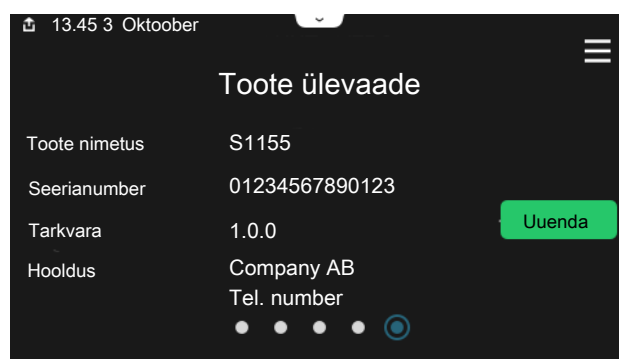 13.45 3 Oktoober
Toote ülevaade
Toote nimetus S1155
Seerianumber 01234567890123
Tarkvara 1.0.0 Uuenda
Hooldus Company AB
Tel. number